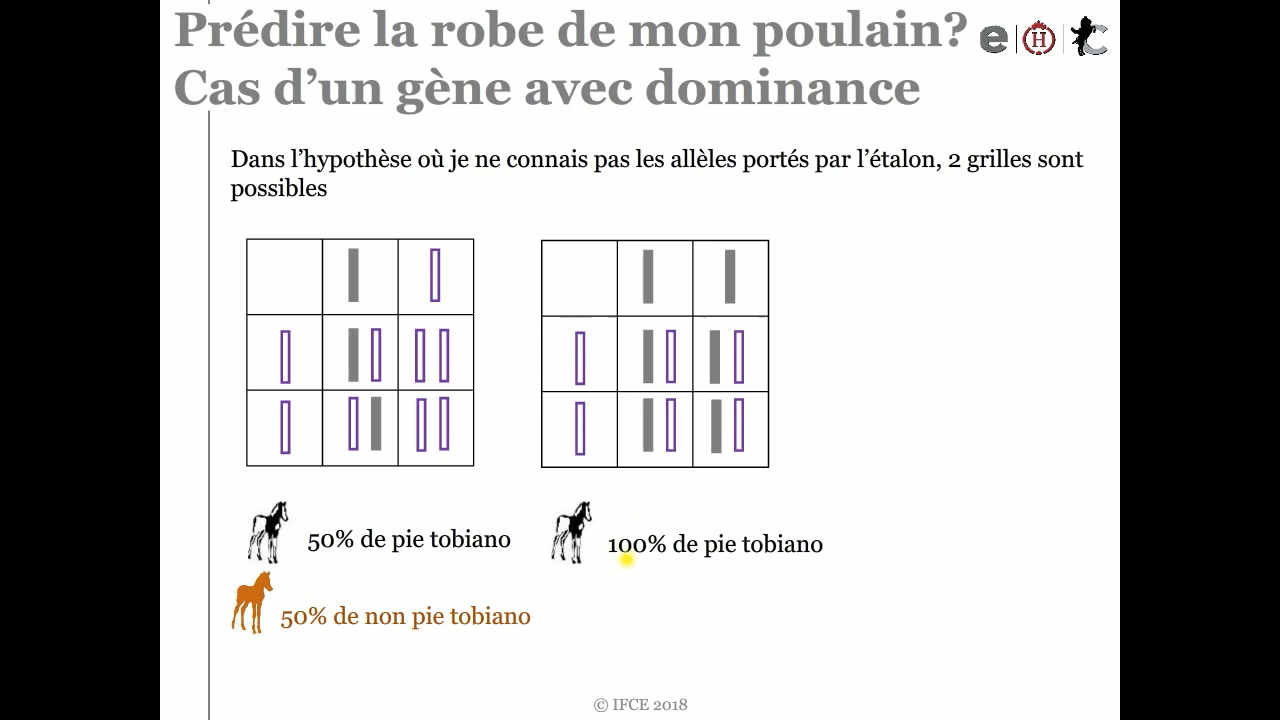 Prédire la robe de mon poulain?
Cas d’un gène avec dominance
e H C
Dans l’hypothèse où je ne connais pas les allèles portés par l’étalon, 2 grilles sont
possibles
50% de pie tobiano
100% de pie tobiano
50% de non pie tobiano
© IFCE 2018